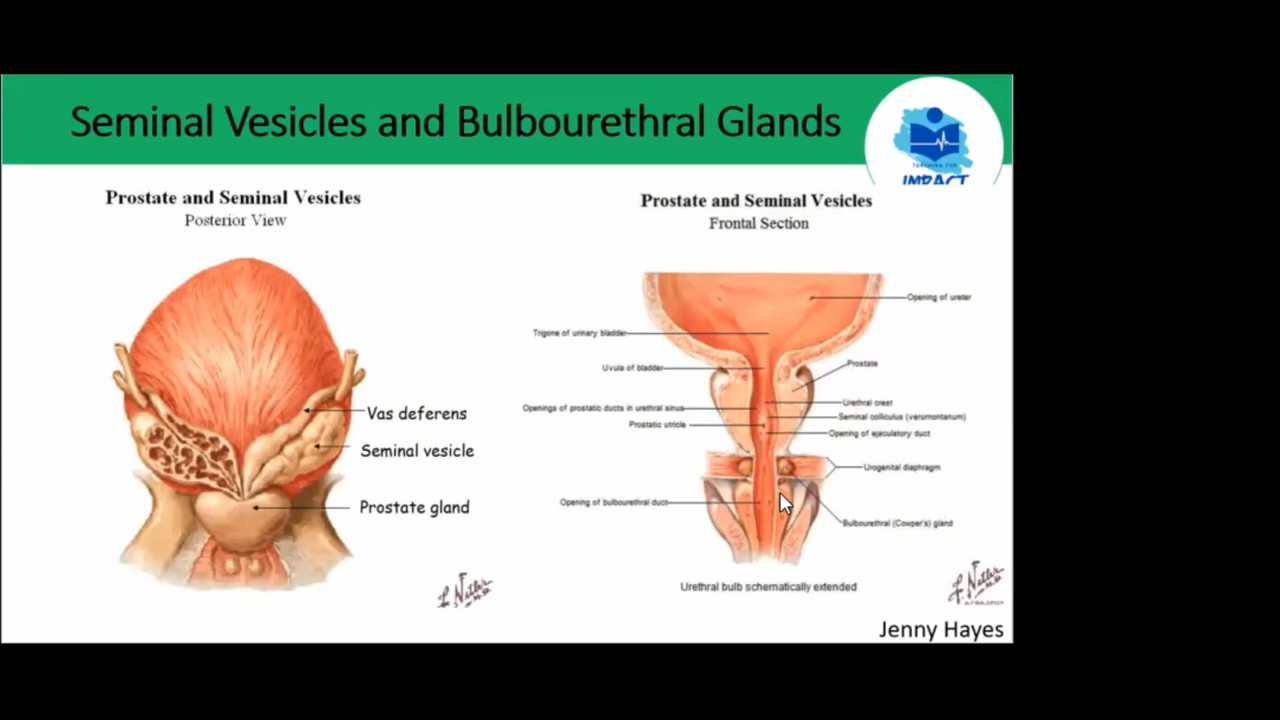 Seminal Vesicles and Bulbourethral Glands
TEACHING FOR
IMPACT
Prostate and Seminal Vesicles
Posterior View
Vas deferens
Seminal vesicle
Prostate gland
Prostate and Seminal Vesicles
Frontal Section
Opening of ureter
Trigone of urinary bladder
Uvula of bladder
Prostate
Urethral crest
Openings of prostatic ducts in urethral sinus
Seminal colliculus (verumontanum)
Prostatic utricle
Opening of ejaculatory duct
Urogenital diaphragm
Opening of bulbourethral duct
Bulbourethral (Cowper's) gland
Urethral bulb schematically extended
Jenny Hayes